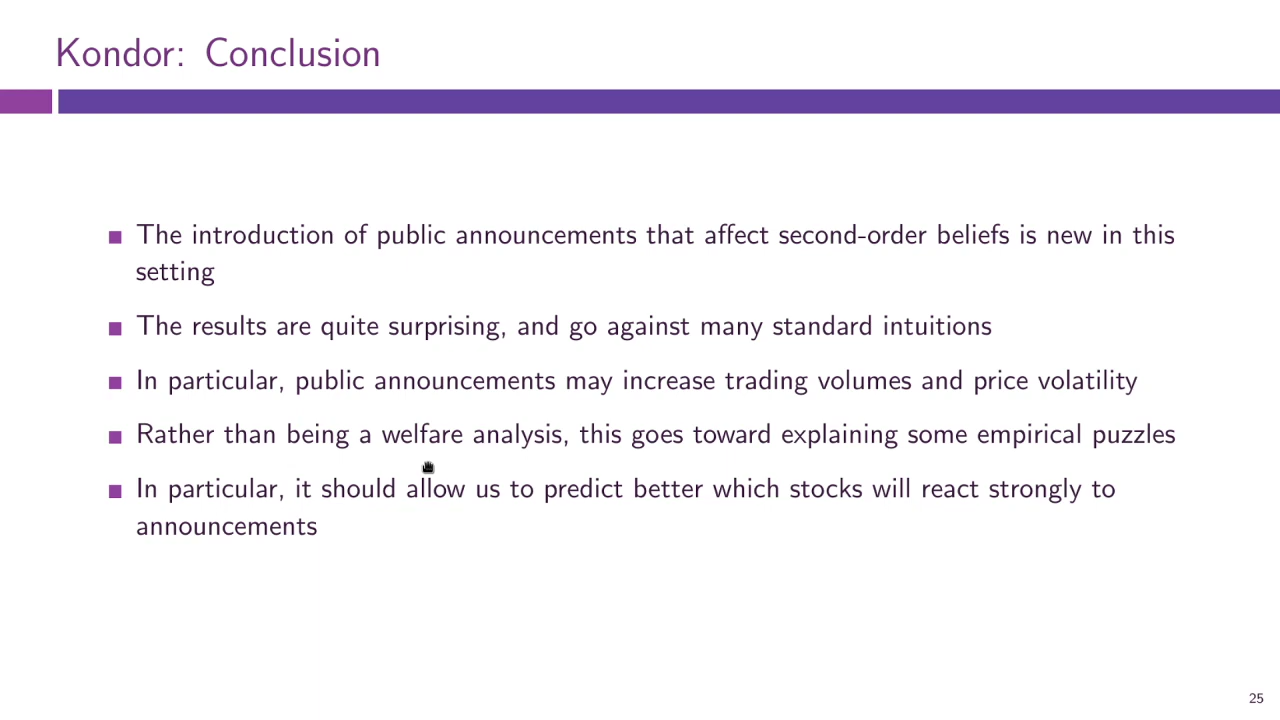 Kondor: Conclusion
The introduction of public announcements that affect second-order beliefs is new in this
setting
The results are quite surprising, and go against many standard intuitions
In particular, public announcements may increase trading volumes and price volatility
Rather than being a welfare analysis, this goes toward explaining some empirical puzzles
In particular, it should allow us to predict better which stocks will react strongly to
announcements
25